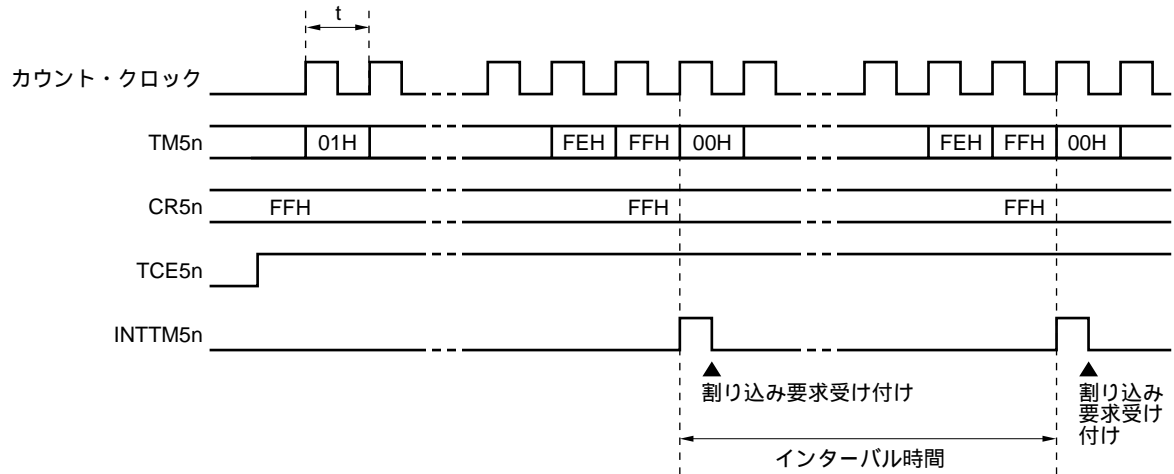 t
カウント・クロック
TM5n 01H FEH FFH 00H FEH FFH 00H
CR5n FFH FFH FFH
TCE5n
INTTM5n
割り込み要求受け付け
割り込み
要求受け
付け
インターバル時間